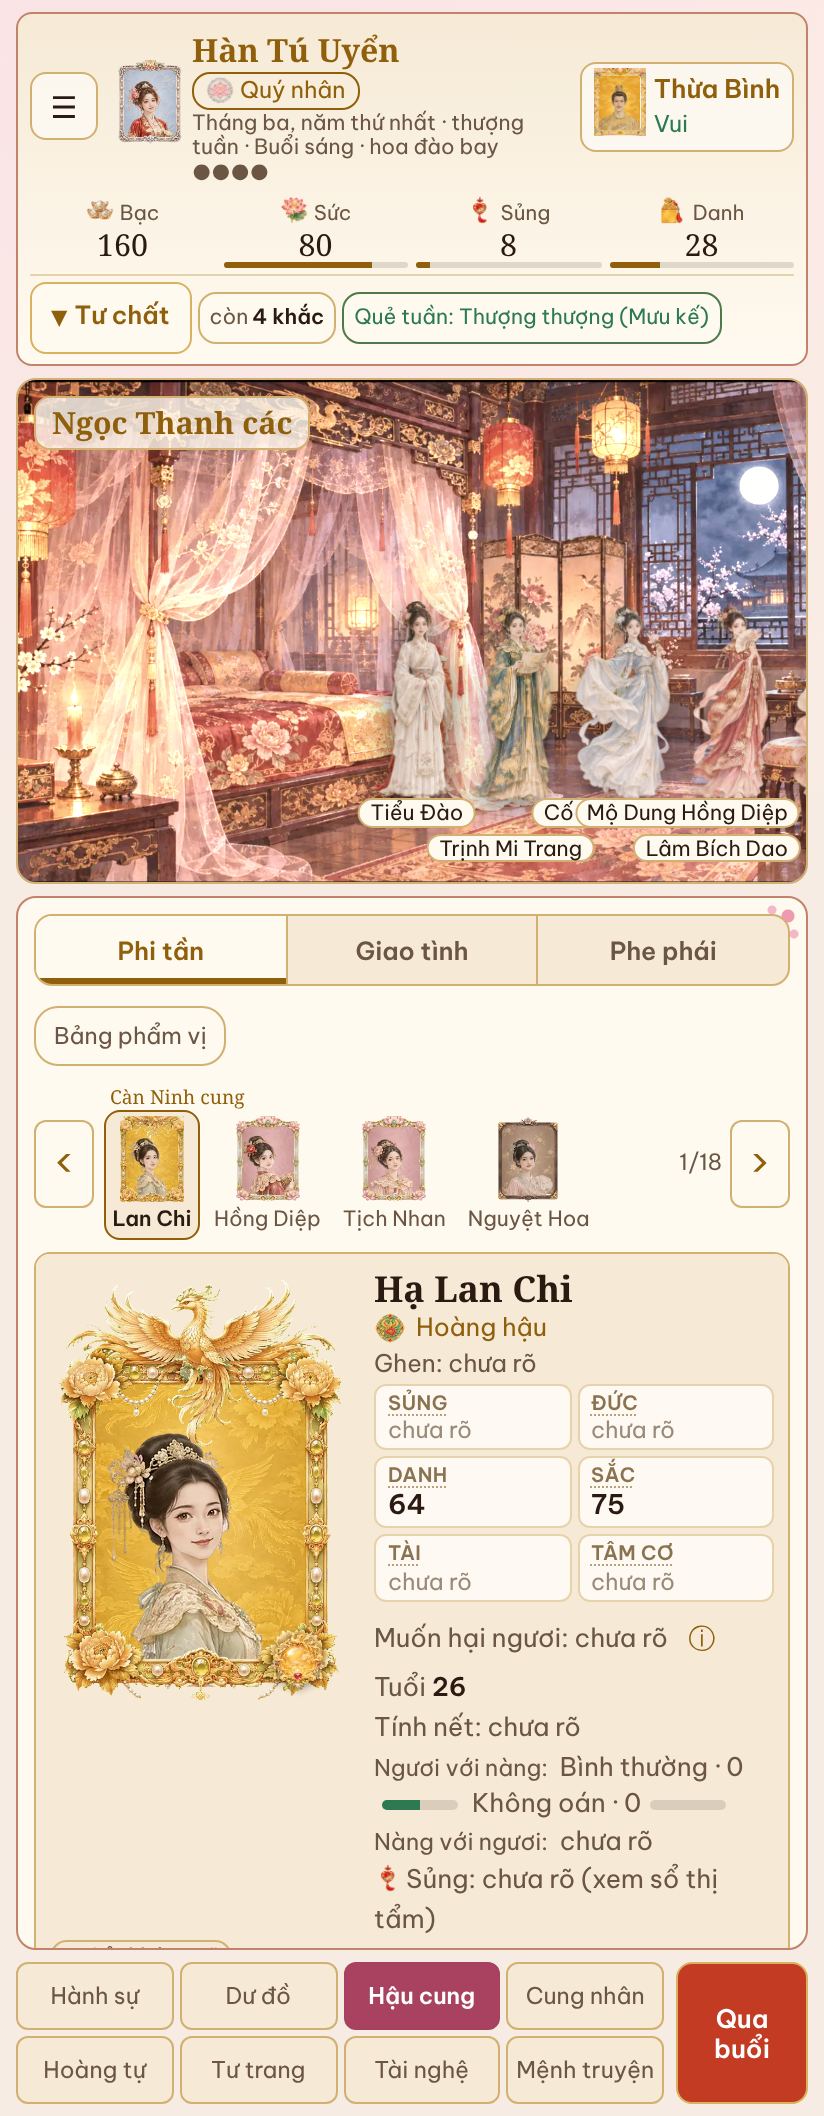 ☰
Hàn Tú Uyển
Quý nhân
Tháng ba, năm thứ nhất · thượng
tuần · Buổi sáng · hoa đào bay
Thừa Bình
Vui
Bạc
160
Sức
80
Sủng
8
Danh
28
▼ Tư chất
còn 4 khắc
Quẻ tuần: Thượng thượng (Mưu kế)
Ngọc Thanh các
Tiểu Đào
Cố
Mộ Dung Hồng Diệp
Trịnh Mi Trang
Lâm Bích Dao
Phi tần
Giao tình
Phe phái
Bảng phẩm vị
Càn Ninh cung
Lan Chi
Hồng Diệp
Tịch Nhan
Nguyệt Hoa
1/18
Hạ Lan Chi
Hoàng hậu
Ghen: chưa rõ
SỦNG
chưa rõ
ĐỨC
chưa rõ
DANH
64
SẮC
75
TÀI
chưa rõ
TÂM CƠ
chưa rõ
Muốn hại ngươi: chưa rõ ⓘ
Tuổi 26
Tính nết: chưa rõ
Ngươi với nàng: Bình thường · 0
Không oán · 0
Nàng với ngươi: chưa rõ
Sủng: chưa rõ (xem sổ thị
tẩm)
Hành sự
Dư đồ
Hậu cung
Cung nhân
Qua
buổi
Hoàng tự
Tư trang
Tài nghệ
Mệnh truyện